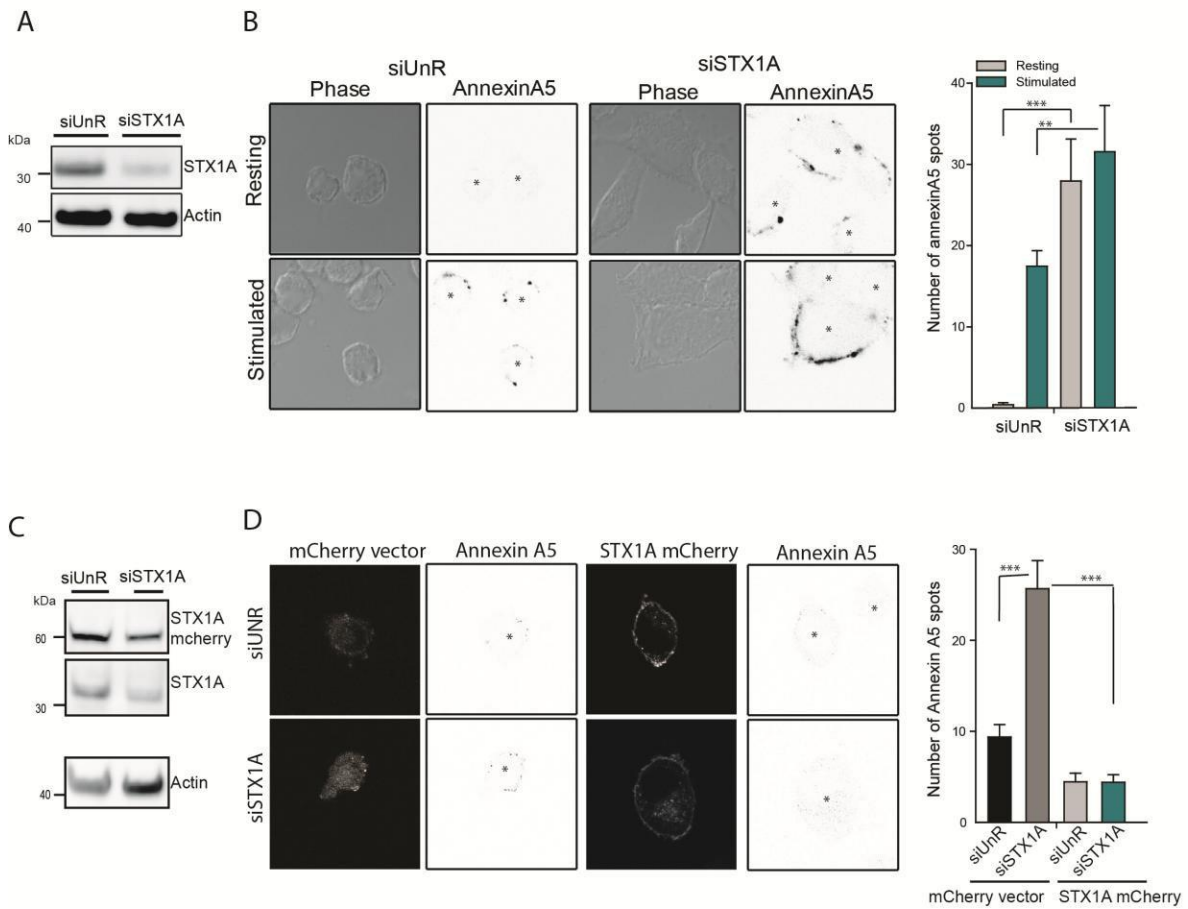 A
siUnR siSTX1A
kDa
30
STX1A
40
Actin
B
siUnR siSTX1A
Phase AnnexinA5 Phase AnnexinA5
Resting
* * * * *
Stimulated
* * * * * *
Resting
Stimulated
Number of annexinA5 spots
40
30
20
10
0
***
**
siUnR siSTX1A
C
siUnR siSTX1A
kDa
60
STX1A
mcherry
STX1A
30
Actin
40
D
mCherry vector Annexin A5 STX1A mCherry Annexin A5
siUNR
* * *
siSTX1A
* *
Number of Annexin A5 spots
30
20
10
0
***
***
siUnR siSTX1A siUnR siSTX1A
mCherry vector STX1A mCherry